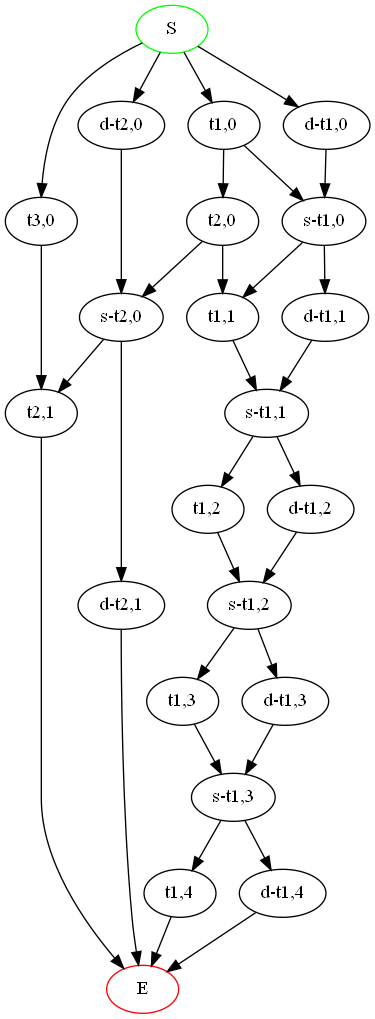 S
d-t2,0
t1,0
d-t1,0
t3,0
t2,0
s-t1,0
s-t2,0
t1,1
d-t1,1
t2,1
s-t1,1
t1,2
d-t1,2
d-t2,1
s-t1,2
t1,3
d-t1,3
s-t1,3
t1,4
d-t1,4
E